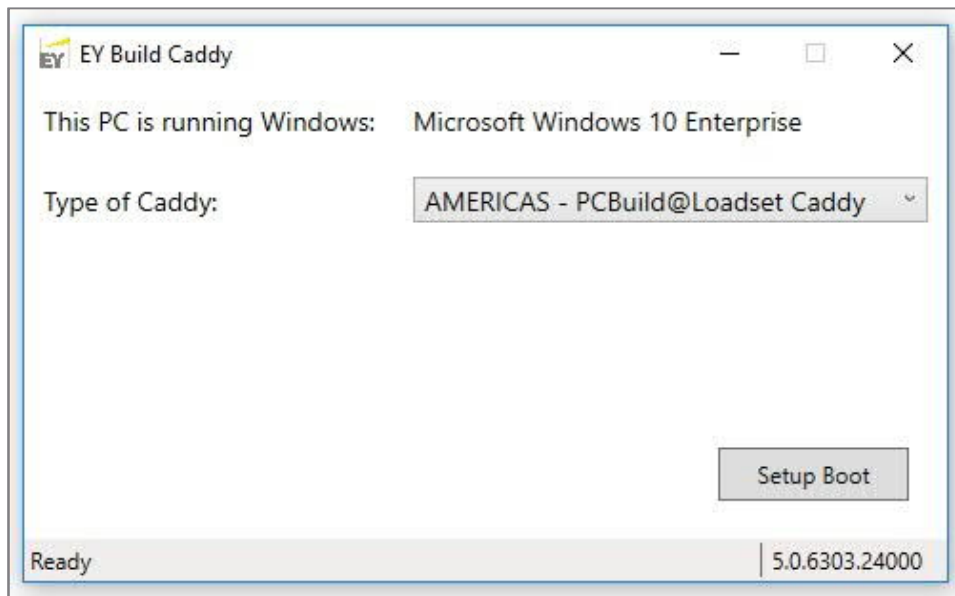 EY EY Build Caddy
This PC is running Windows: Microsoft Windows 10 Enterprise
Type of Caddy: AMERICAS - PCBuild@Loadset Caddy
Setup Boot
Ready 5.0.6303.24000